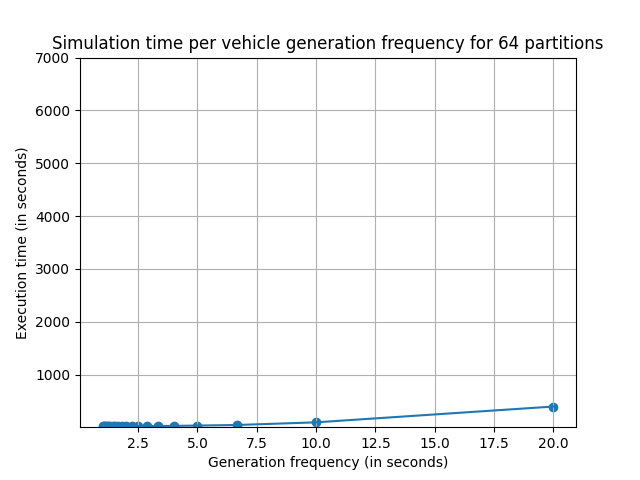 Simulation time per vehicle generation frequency for 64 partitions
7000
6000
5000
4000
3000
2000
1000
Execution time (in seconds)
2.5 5.0 7.5 10.0 12.5 15.0 17.5 20.0
Generation frequency (in seconds)